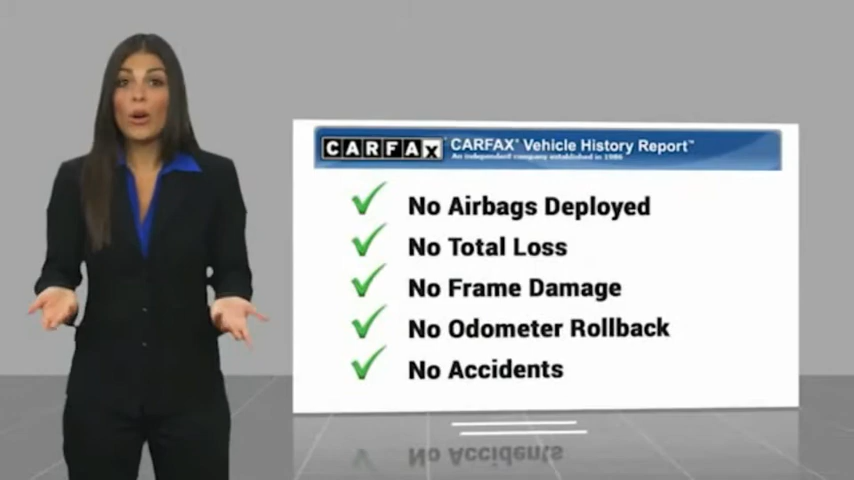 CARFAX CARFAX® Vehicle History Report™
An independent company established in 1986
No Airbags Deployed
No Total Loss
No Frame Damage
No Odometer Rollback
No Accidents
No Accidents